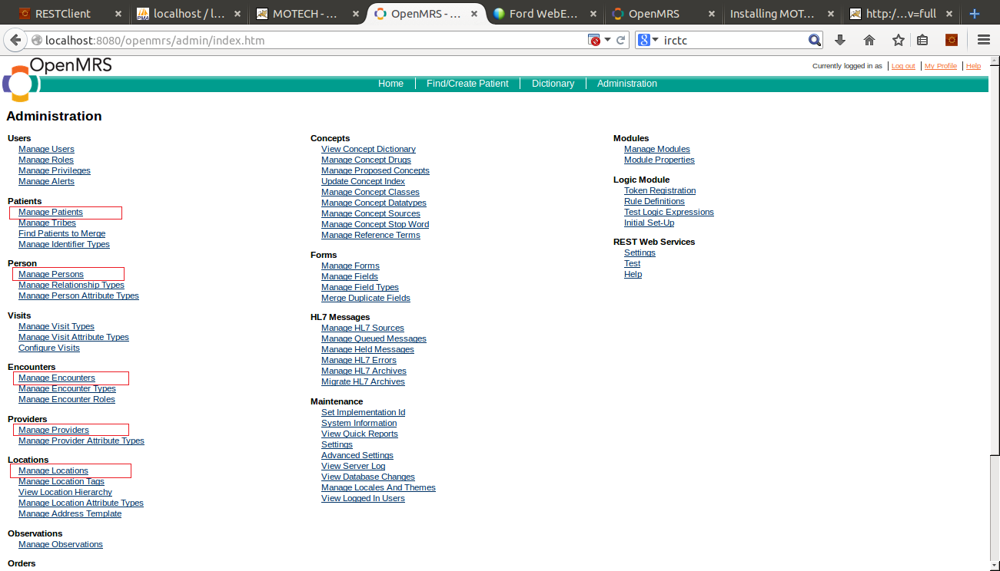 RESTClient
localhost / l...
MOTECH - ...
OpenMRS - ...
Ford WebE...
OpenMRS
Installing MOT...
http:/...v=full
localhost:8080/openmrs/admin/index.htm
irctc
OpenMRS
Currently logged in as | Log out | My Profile | Help
Home | Find/Create Patient | Dictionary | Administration
Administration
Users
Manage Users
Manage Roles
Manage Privileges
Manage Alerts
Patients
Manage Patients
Manage Tribes
Find Patients to Merge
Manage Identifier Types
Person
Manage Persons
Manage Relationship Types
Manage Person Attribute Types
Visits
Manage Visit Types
Manage Visit Attribute Types
Configure Visits
Encounters
Manage Encounters
Manage Encounter Types
Manage Encounter Roles
Providers
Manage Providers
Manage Provider Attribute Types
Locations
Manage Locations
Manage Location Tags
View Location Hierarchy
Manage Location Attribute Types
Manage Address Template
Observations
Manage Observations
Orders
Concepts
View Concept Dictionary
Manage Concept Drugs
Manage Proposed Concepts
Update Concept Index
Manage Concept Classes
Manage Concept Datatypes
Manage Concept Sources
Manage Concept Stop Word
Manage Reference Terms
Forms
Manage Forms
Manage Fields
Manage Field Types
Merge Duplicate Fields
HL7 Messages
Manage HL7 Sources
Manage Queued Messages
Manage Held Messages
Manage HL7 Errors
Manage HL7 Archives
Migrate HL7 Archives
Maintenance
Set Implementation Id
System Information
View Quick Reports
Settings
Advanced Settings
View Server Log
View Database Changes
Manage Locales And Themes
View Logged In Users
Modules
Manage Modules
Module Properties
Logic Module
Token Registration
Rule Definitions
Test Logic Expressions
Initial Set-Up
REST Web Services
Settings
Test
Help